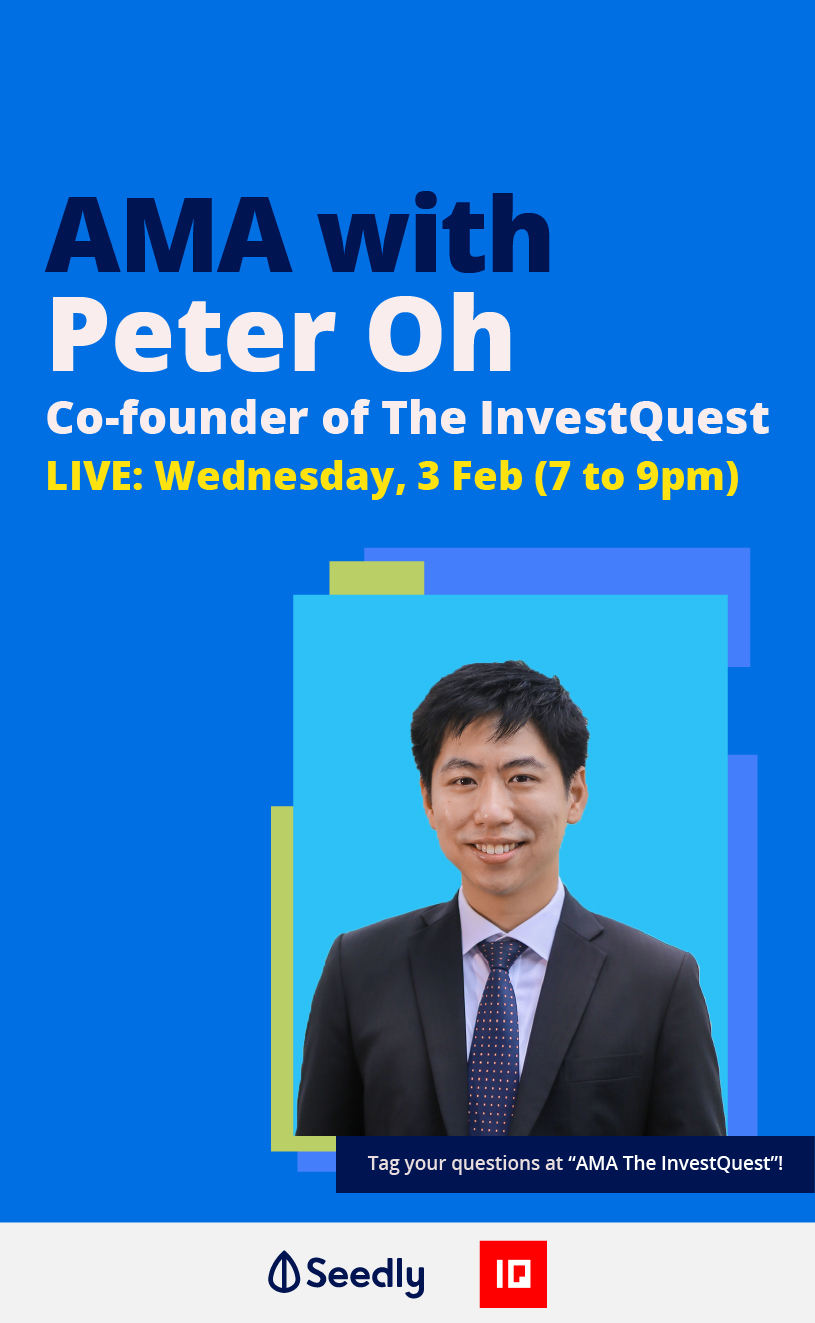 AMA with
Peter Oh
Co-founder of The InvestQuest
LIVE: Wednesday, 3 Feb (7 to 9pm)
Tag your questions at “AMA The InvestQuest”!
Seedly
IQ